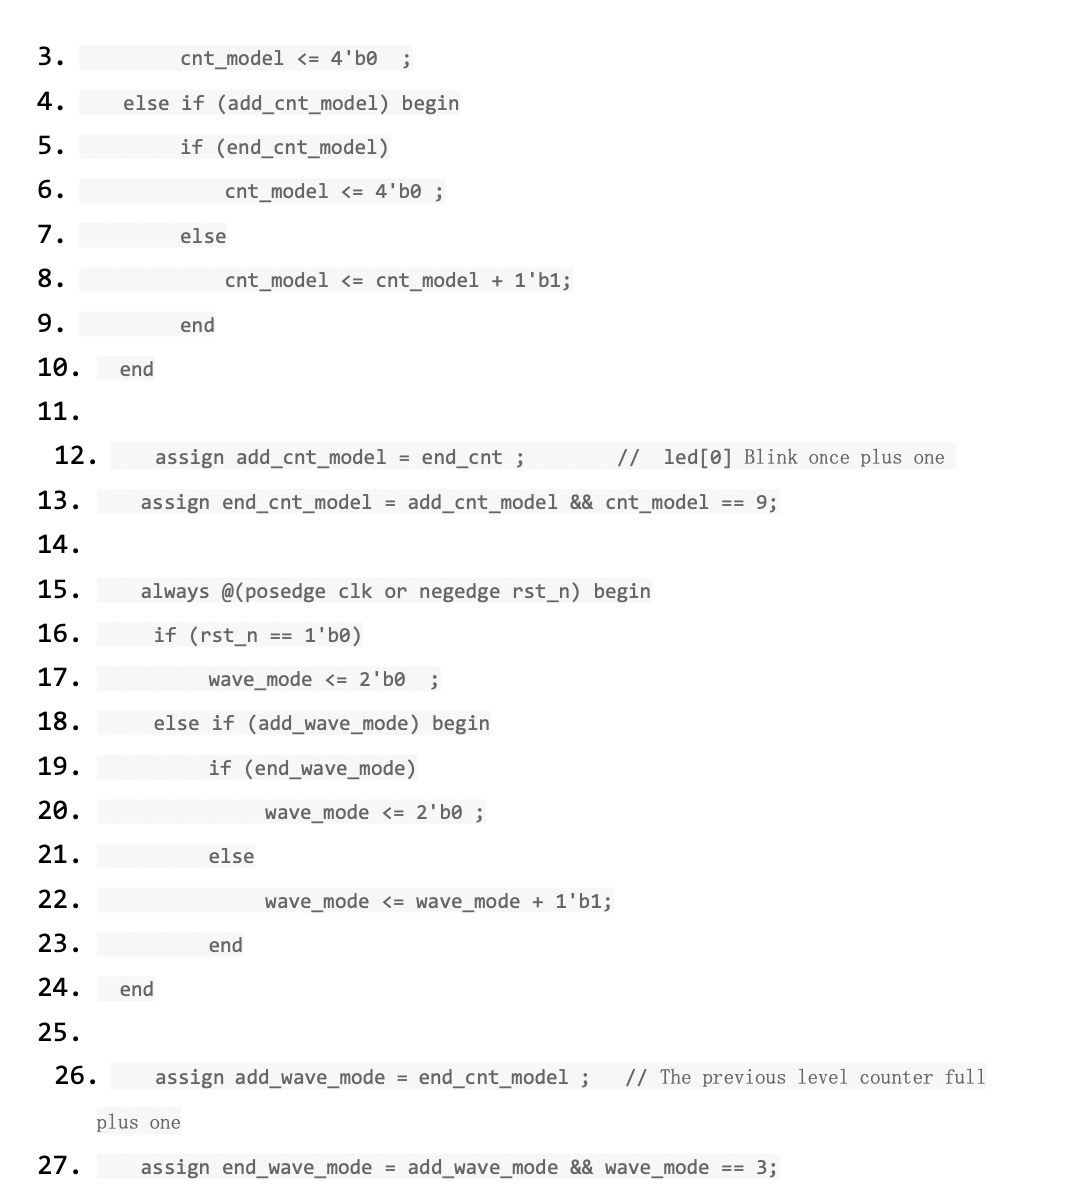 3. cnt_model <= 4'b0 ;
4. else if (add_cnt_model) begin
5. if (end_cnt_model)
6. cnt_model <= 4'b0 ;
7. else
8. cnt_model <= cnt_model + 1'b1;
9. end
10. end
11.
12. assign add_cnt_model = end_cnt ; // led[0] Blink once plus one
13. assign end_cnt_model = add_cnt_model && cnt_model == 9;
14.
15. always @(posedge clk or negedge rst_n) begin
16. if (rst_n == 1'b0)
17. wave_mode <= 2'b0 ;
18. else if (add_wave_mode) begin
19. if (end_wave_mode)
20. wave_mode <= 2'b0 ;
21. else
22. wave_mode <= wave_mode + 1'b1;
23. end
24. end
25.
26. assign add_wave_mode = end_cnt_model ; // The previous level counter full
plus one
27. assign end_wave_mode = add_wave_mode && wave_mode == 3;